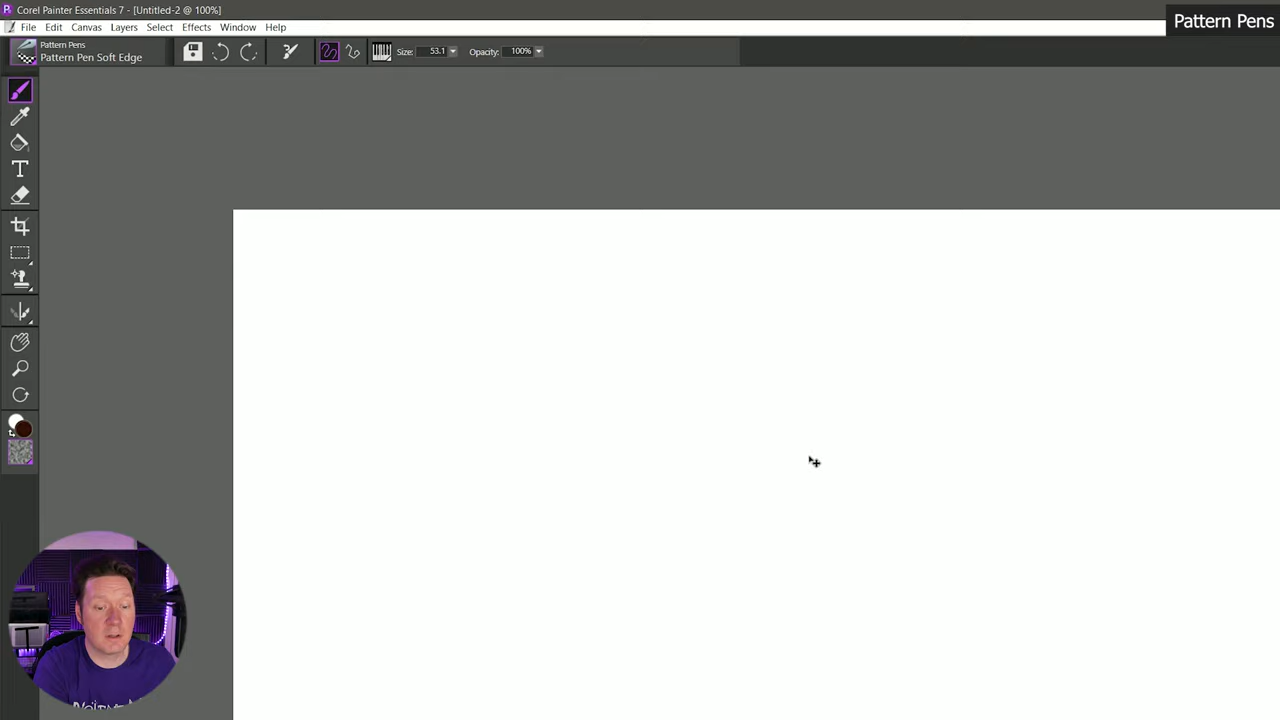 Corel Painter Essentials 7 - [Untitled-2 @ 100%]
File Edit Canvas Layers Select Effects Window Help
Pattern Pens
Pattern Pens
Pattern Pen Soft Edge
Size: 53.1
Opacity: 100%